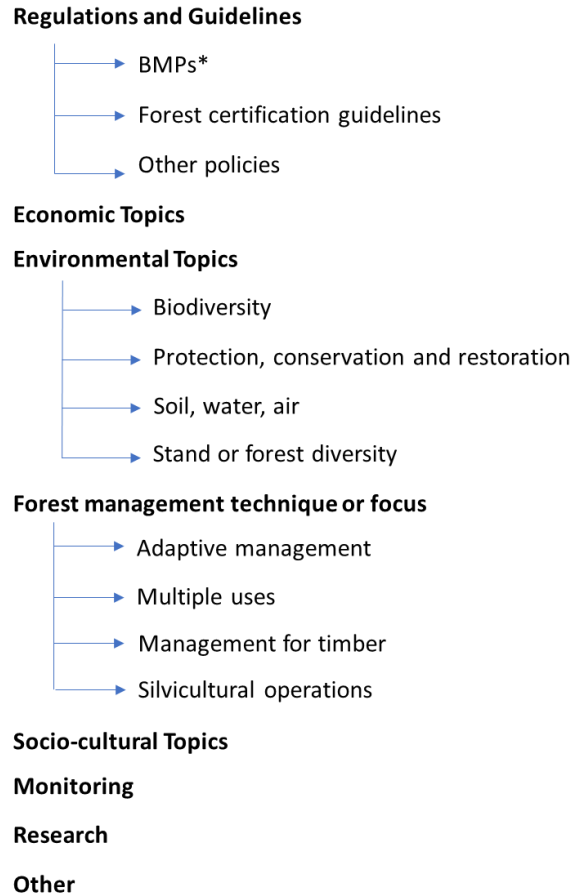 Regulations and Guidelines
BMPs*
Forest certification guidelines
Other policies
Economic Topics
Environmental Topics
Biodiversity
Protection, conservation and restoration
Soil, water, air
Stand or forest diversity
Forest management technique or focus
Adaptive management
Multiple uses
Management for timber
Silvicultural operations
Socio-cultural Topics
Monitoring
Research
Other